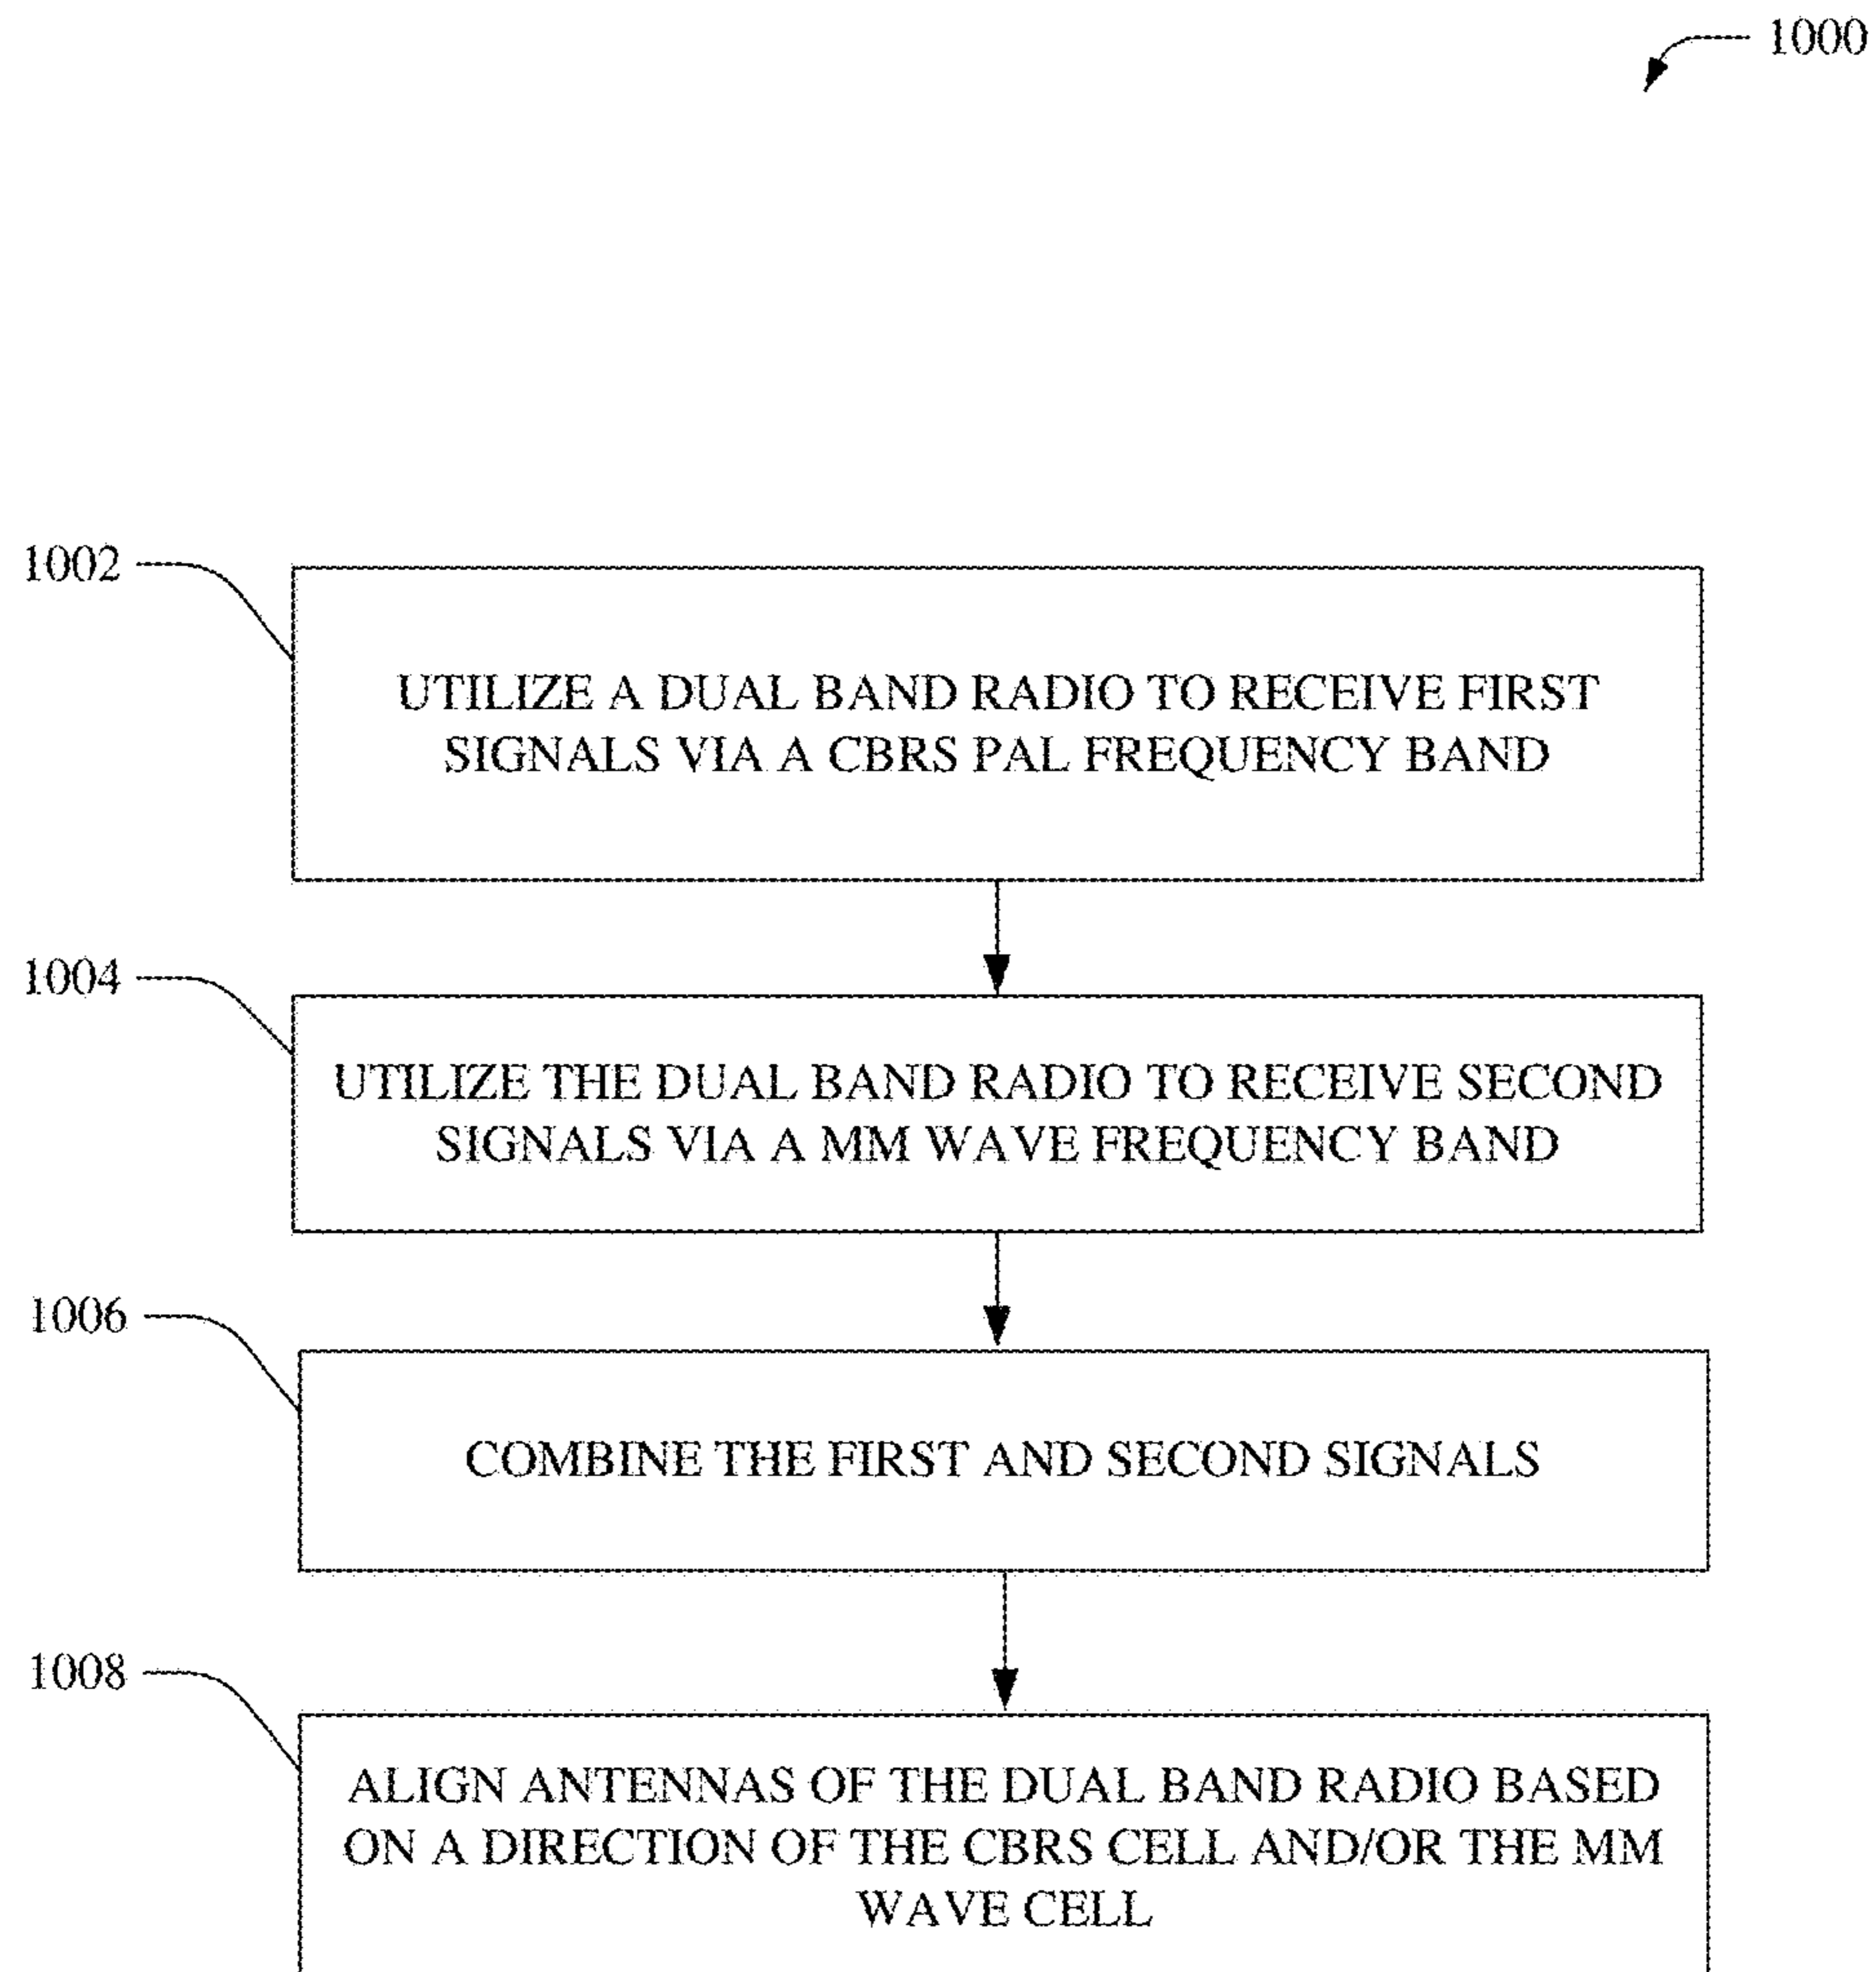 1000
1002
UTILIZE A DUAL BAND RADIO TO RECEIVE FIRST
SIGNALS VIA A CBRS PAL FREQUENCY BAND
1004
UTILIZE THE DUAL BAND RADIO TO RECEIVE SECOND
SIGNALS VIA A MM WAVE FREQUENCY BAND
1006
COMBINE THE FIRST AND SECOND SIGNALS
1008
ALIGN ANTENNAS OF THE DUAL BAND RADIO BASED
ON A DIRECTION OF THE CBRS CELL AND/OR THE MM
WAVE CELL